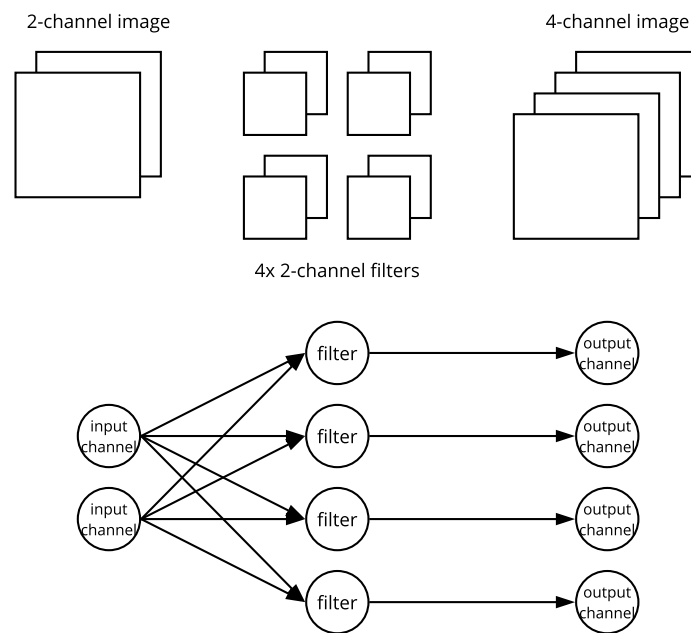 2-channel image
4-channel image
4x 2-channel filters
filter
output
channel
input
channel
filter
output
channel
input
channel
filter
output
channel
filter
output
channel